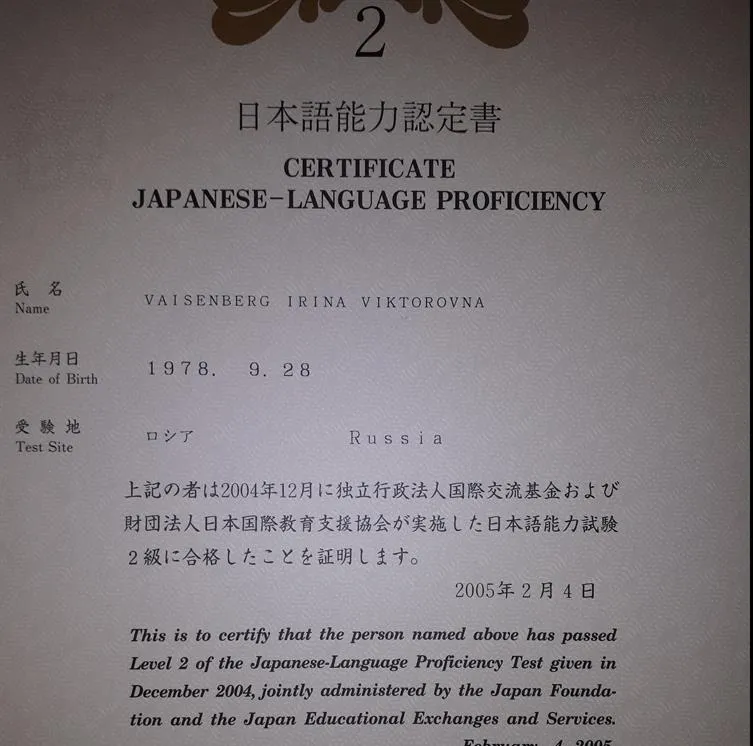 2
日本語能力認定書
CERTIFICATE
JAPANESE-LANGUAGE PROFICIENCY
氏名 VAISENBERG IRINA VIKTOROVNA
Name
生年月日 1978. 9. 28
Date of Birth
受験地 ロシア Russia
Test Site
上記の者は2004年12月に独立行政法人国際交流基金および
財団法人日本国際教育支援協会が実施した日本語能力試験
2級に合格したことを証明します。
2005年2月4日
This is to certify that the person named above has passed
Level 2 of the Japanese-Language Proficiency Test given in
December 2004, jointly administered by the Japan Founda-
tion and the Japan Educational Exchanges and Services.
February 4, 2005